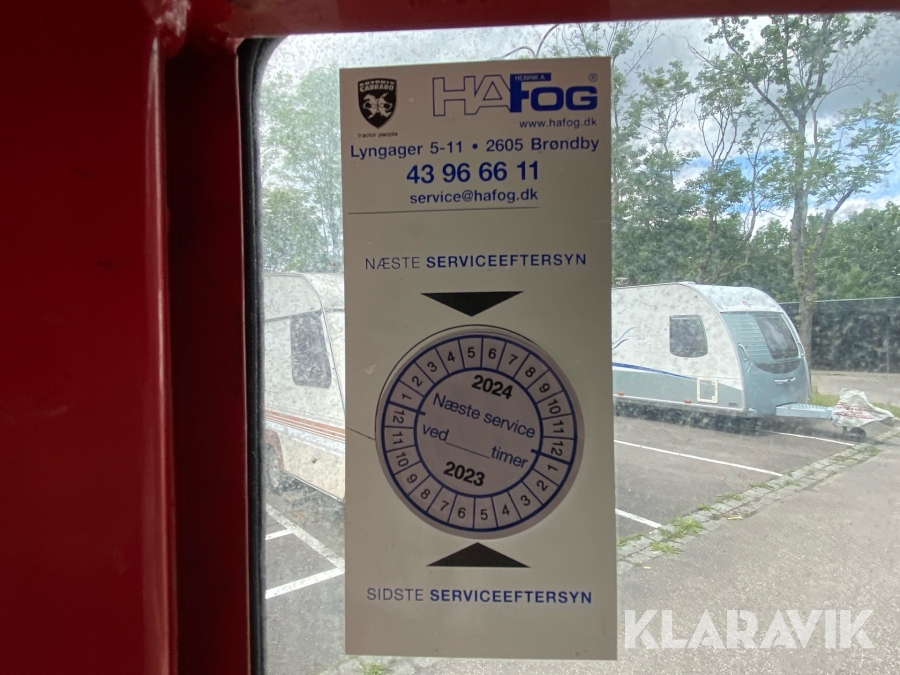 ANTONIO
CARRARO
tractor people
HENRIK A.
HAFOG®
www.hafog.dk
Lyngager 5-11 • 2605 Brøndby
43 96 66 11
service@hafog.dk
NÆSTE SERVICEEFTERSYN
1 2 3 4 5 6 7 8 9 10 11 12
2024
Næste service
ved____timer
2023
12 11 10 9 8 7 6 5 4 3 2 1
SIDSTE SERVICEEFTERSYN
KLARAVIK